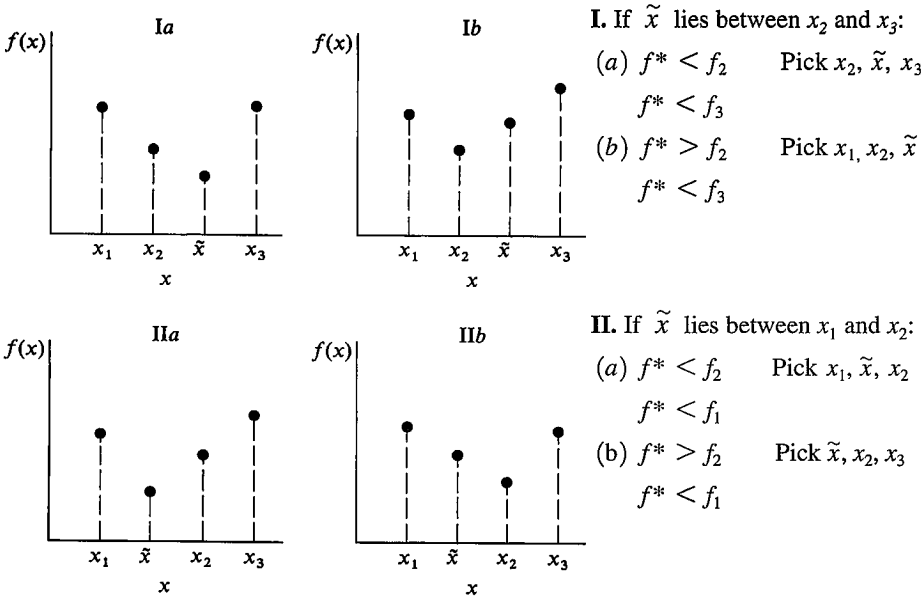 Ia
f(x)
x₁ x₂ x̃ x₃
x
Ib
f(x)
x₁ x₂ x̃ x₃
x
I. If x̃ lies between x₂ and x₃:
(a) f* < f₂ Pick x₂, x̃, x₃
f* < f₃
(b) f* > f₂ Pick x₁, x₂, x̃
f* < f₃
IIa
f(x)
x₁ x̃ x₂ x₃
x
IIb
f(x)
x₁ x̃ x₂ x₃
x
II. If x̃ lies between x₁ and x₂:
(a) f* < f₂ Pick x₁, x̃, x₂
f* < f₁
(b) f* > f₂ Pick x̃, x₂, x₃
f* < f₁